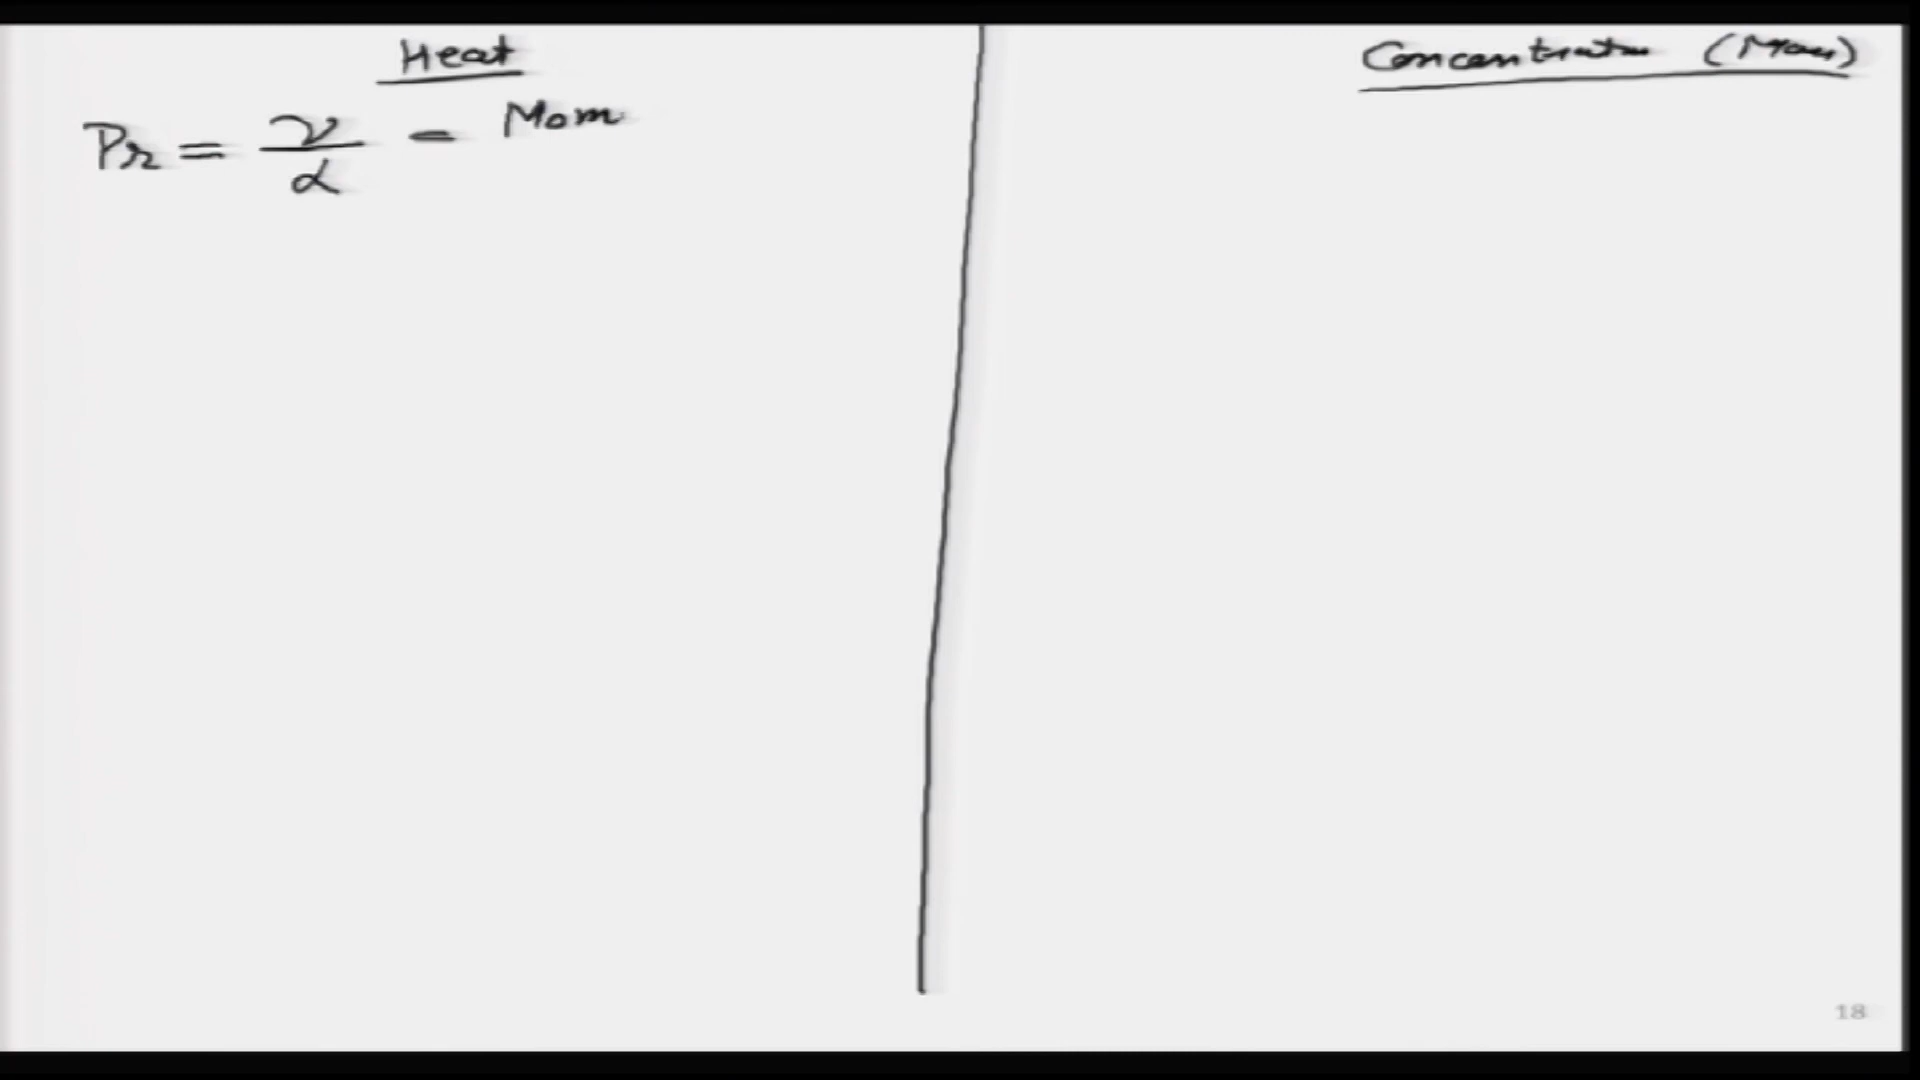 Heat
Pr = ν/α - Mom
Concentration (Mass)
18